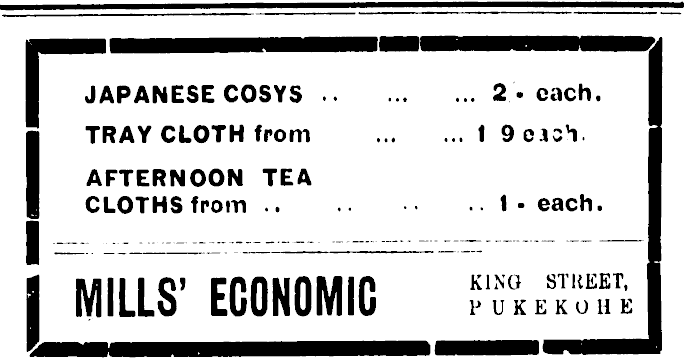 JAPANESE COSYS .. ... ... 2 - each.
TRAY CLOTH from ... ... 1 9 each.
AFTERNOON TEA
CLOTHS from .. .. .. .. 1 - each.
MILLS' ECONOMIC
KING STREET,
PUKEKOHE